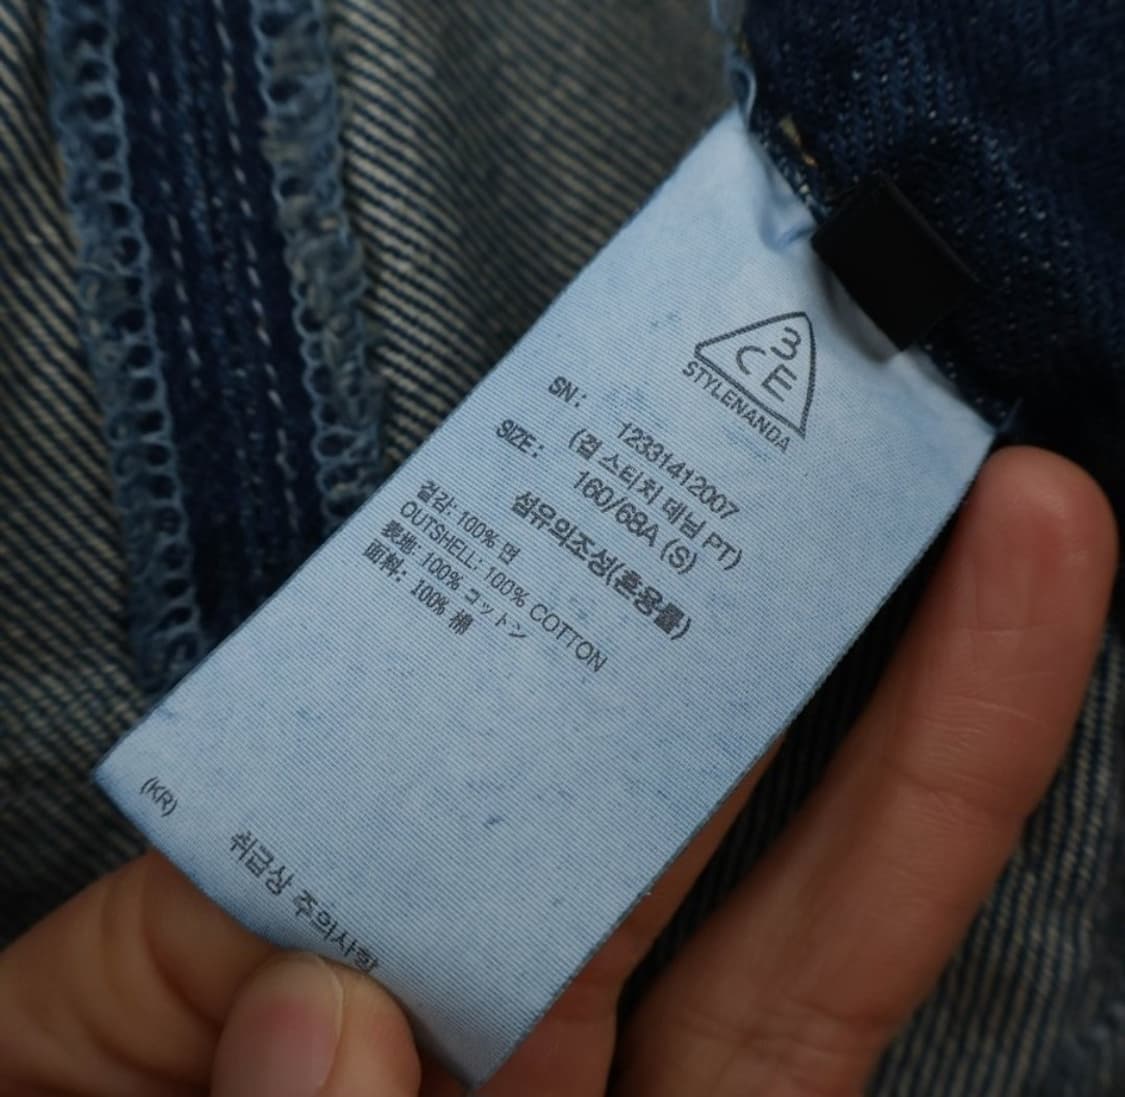 3
CE
STYLENANDA
SN: 12331412007
(컵 스티치 데님 PT)
SIZE: 160/68A (S)
섬유의조성(혼용률)
겉감: 100% 면
OUTSHELL: 100% COTTON
表地: 100% コットン
面料: 100% 棉
(KR)
취급상 주의사항